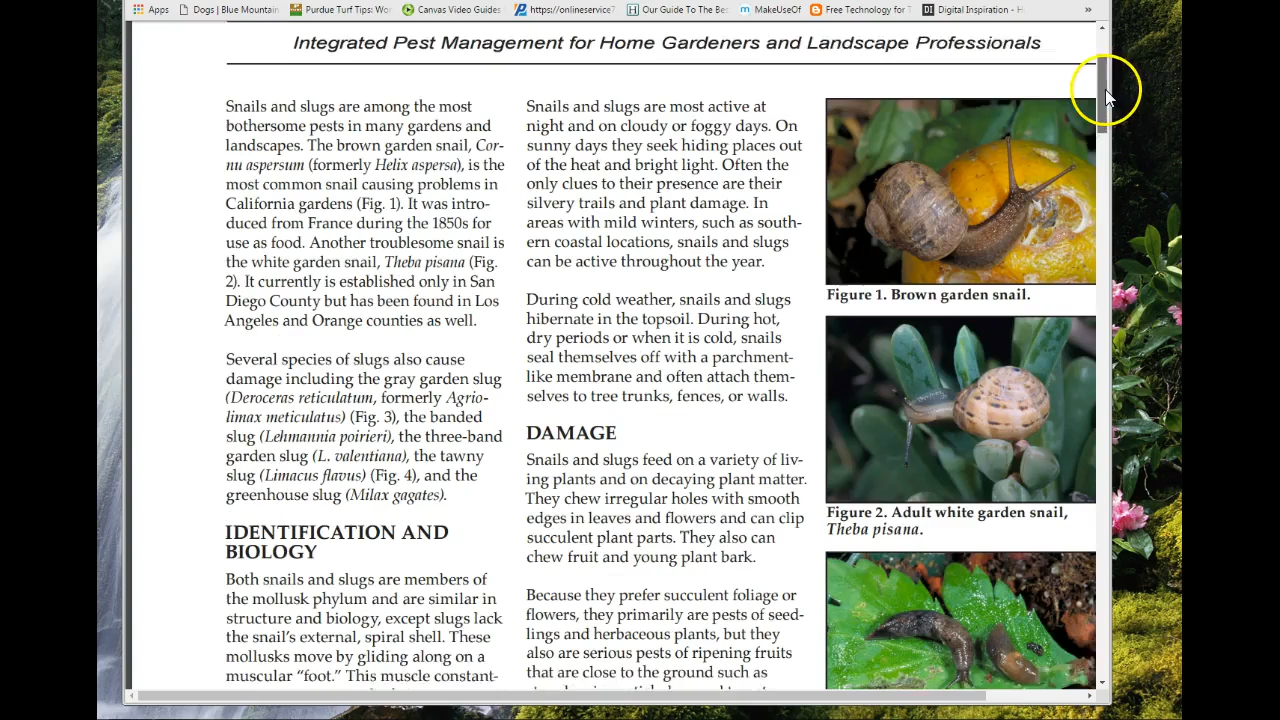 Apps
Dogs | Blue Mountain
Purdue Turf Tips: Wo
Canvas Video Guides
https://onlineservice7
Our Guide To The Bes
MakeUseOf
Free Technology for T
Digital Inspiration - H
»
Integrated Pest Management for Home Gardeners and Landscape Professionals
Snails and slugs are among the most
bothersome pests in many gardens and
landscapes. The brown garden snail, Cor-
nu aspersum (formerly Helix aspersa), is the
most common snail causing problems in
California gardens (Fig. 1). It was intro-
duced from France during the 1850s for
use as food. Another troublesome snail is
the white garden snail, Theba pisana (Fig.
2). It currently is established only in San
Diego County but has been found in Los
Angeles and Orange counties as well.
Several species of slugs also cause
damage including the gray garden slug
(Deroceras reticulatum, formerly Agrio-
limax meticulatus) (Fig. 3), the banded
slug (Lehmannia poirieri), the three-band
garden slug (L. valentiana), the tawny
slug (Limacus flavus) (Fig. 4), and the
greenhouse slug (Milax gagates).
IDENTIFICATION AND
BIOLOGY
Both snails and slugs are members of
the mollusk phylum and are similar in
structure and biology, except slugs lack
the snail's external, spiral shell. These
mollusks move by gliding along on a
muscular “foot.” This muscle constant-
Snails and slugs are most active at
night and on cloudy or foggy days. On
sunny days they seek hiding places out
of the heat and bright light. Often the
only clues to their presence are their
silvery trails and plant damage. In
areas with mild winters, such as south-
ern coastal locations, snails and slugs
can be active throughout the year.
During cold weather, snails and slugs
hibernate in the topsoil. During hot,
dry periods or when it is cold, snails
seal themselves off with a parchment-
like membrane and often attach them-
selves to tree trunks, fences, or walls.
DAMAGE
Snails and slugs feed on a variety of liv-
ing plants and on decaying plant matter.
They chew irregular holes with smooth
edges in leaves and flowers and can clip
succulent plant parts. They also can
chew fruit and young plant bark.
Because they prefer succulent foliage or
flowers, they primarily are pests of seed-
lings and herbaceous plants, but they
also are serious pests of ripening fruits
that are close to the ground such as
Figure 1. Brown garden snail.
Figure 2. Adult white garden snail,
Theba pisana.